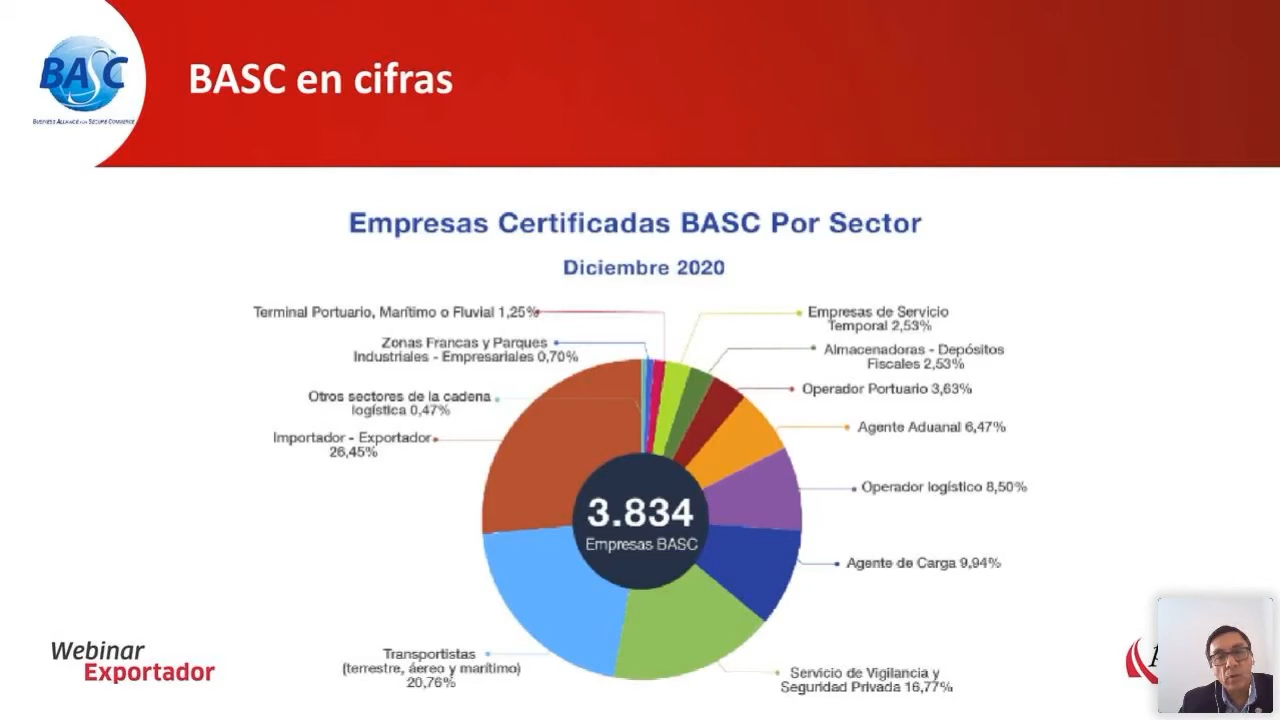 BASC
BUSINESS ALLIANCE FOR SECURE COMMERCE
BASC en cifras
Empresas Certificadas BASC Por Sector
Diciembre 2020
Terminal Portuario, Marítimo o Fluvial 1,25%
Zonas Francas y Parques
Industriales - Empresariales 0,70%
Otros sectores de la cadena
logística 0,47%
Importador - Exportador
26,45%
Transportistas
(terrestre, áereo y marítimo)
20,76%
Empresas de Servicio
Temporal 2,53%
Almacenadoras - Depósitos
Fiscales 2,53%
Operador Portuario 3,63%
Agente Aduanal 6,47%
Operador logístico 8,50%
Agente de Carga 9,94%
Servicio de Vigilancia y
Seguridad Privada 16,77%
3.834
Empresas BASC
Webinar
Exportador